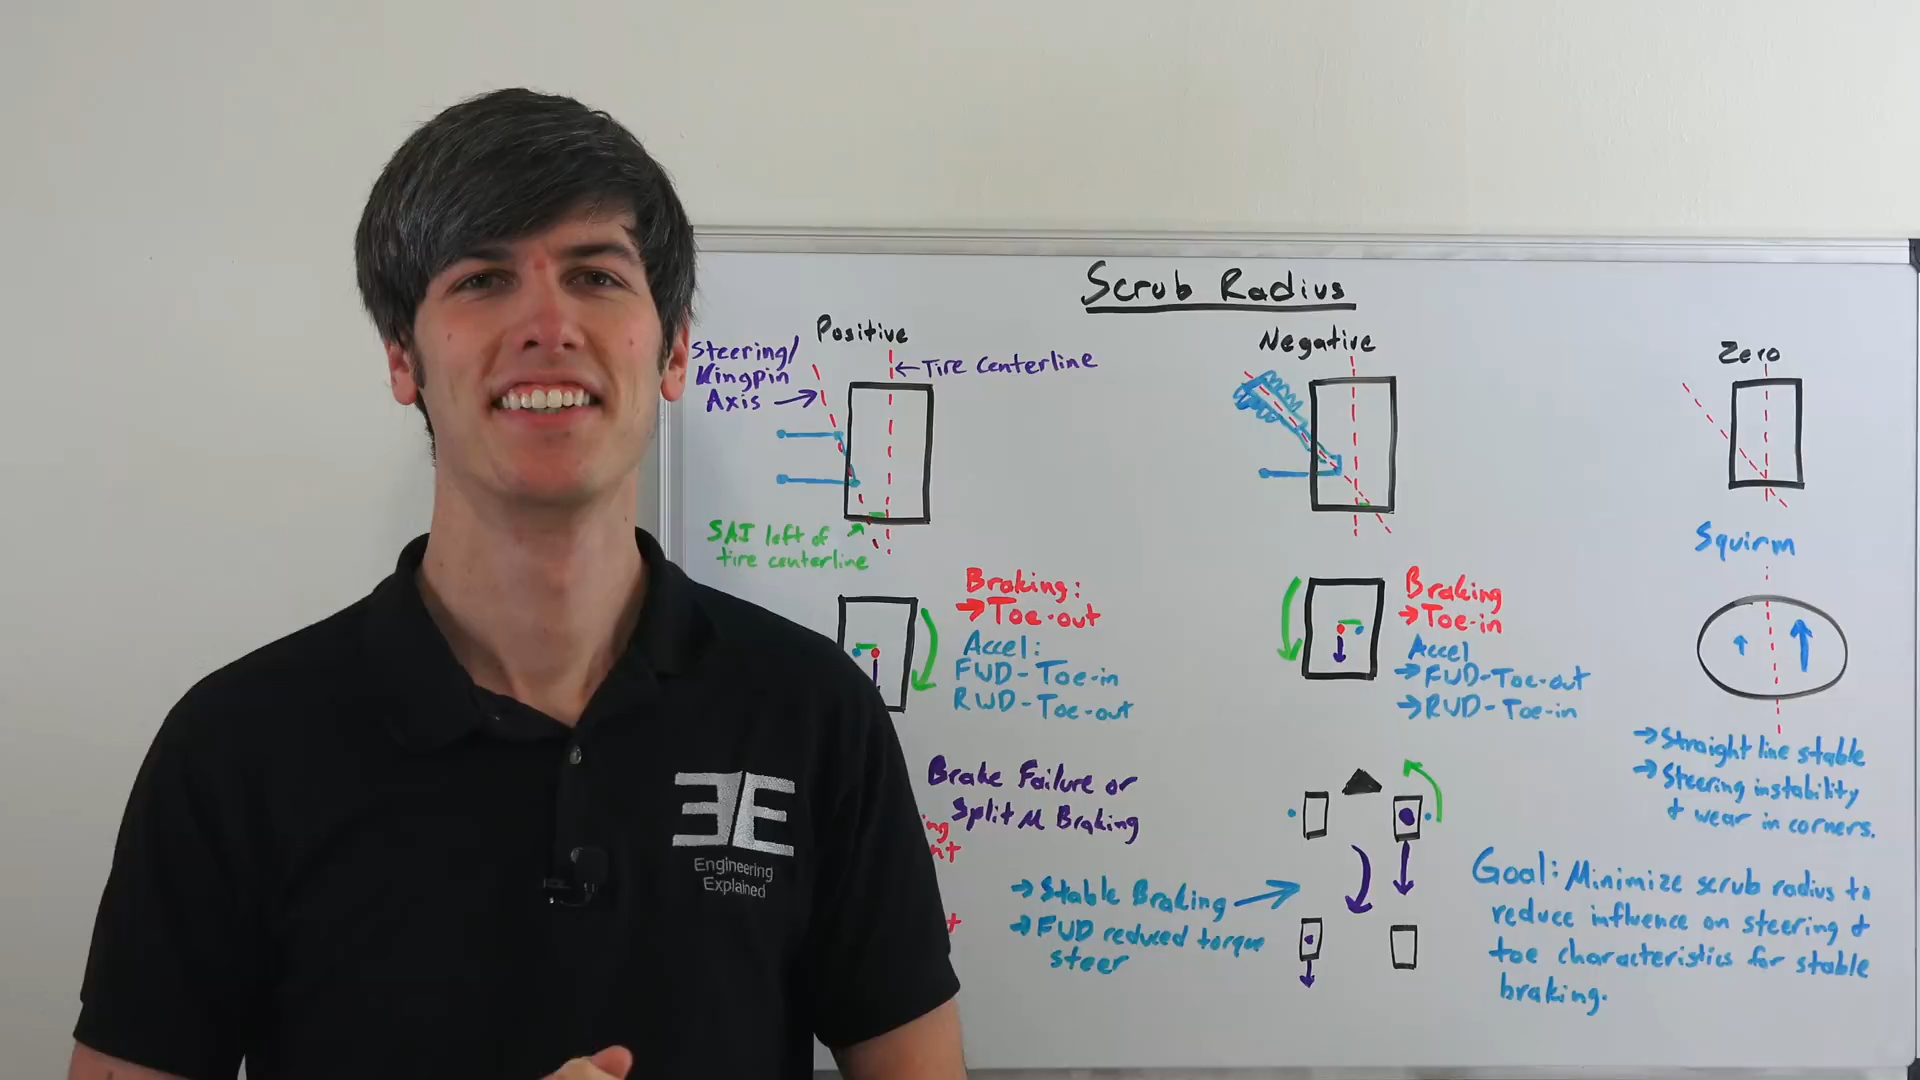 Scrub Radius
Positive
Steering/
Kingpin
Axis
Tire Centerline
SAI left of
tire centerline
Braking:
Toe-out
Accel:
FWD-Toe-in
RWD-Toe-out
Negative
Braking
Toe-in
Accel
FWD-Toe-out
RWD-Toe-in
Zero
Squirm
Straight line stable
Steering instability
+ wear in corners.
Brake Failure or
Split μ Braking
Stable Braking
FWD reduced torque
steer
Goal: Minimize scrub radius to
reduce influence on steering +
toe characteristics for stable
braking.
EE
Engineering
Explained